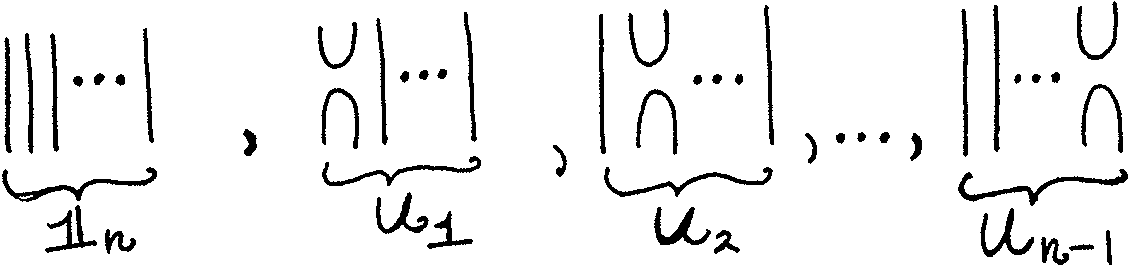 , , , ⋯ ,
𝟙ₙ U₁ U₂ Uₙ₋₁